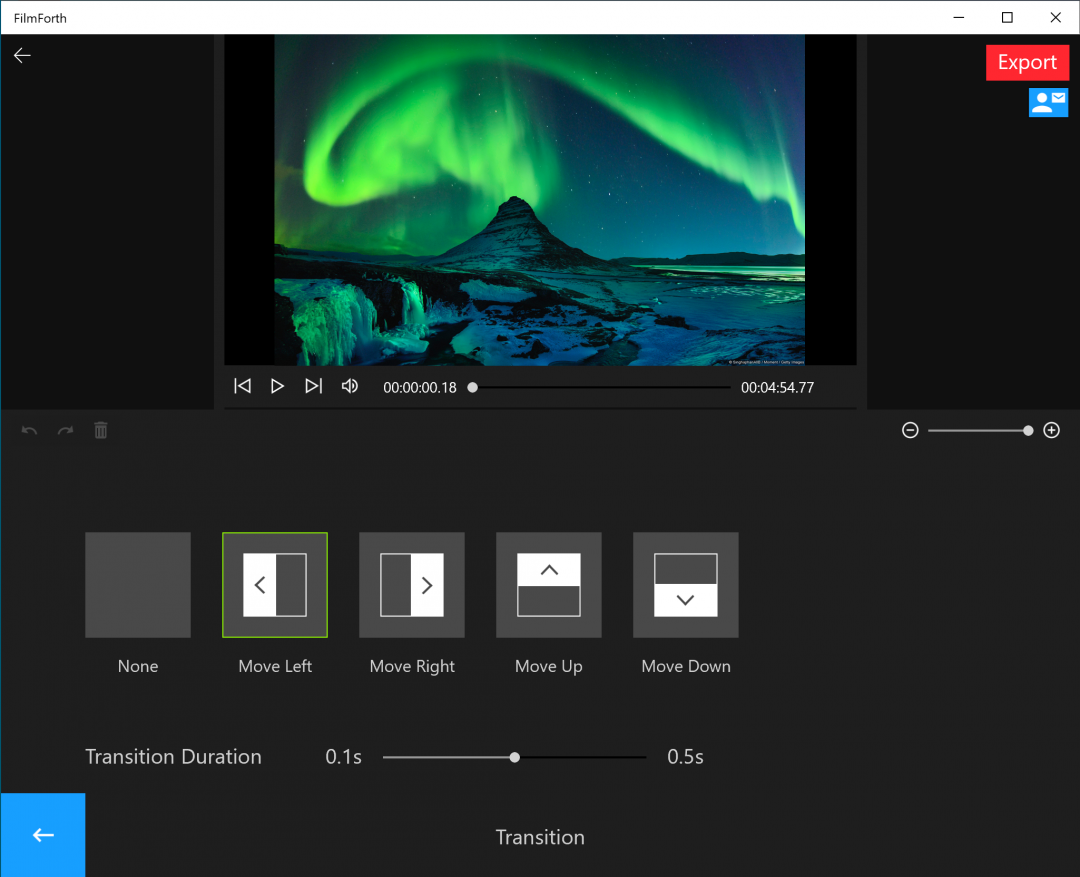 FilmForth
Export
00:00:00.18
00:04:54.77
None
Move Left
Move Right
Move Up
Move Down
Transition Duration
0.1s
0.5s
Transition